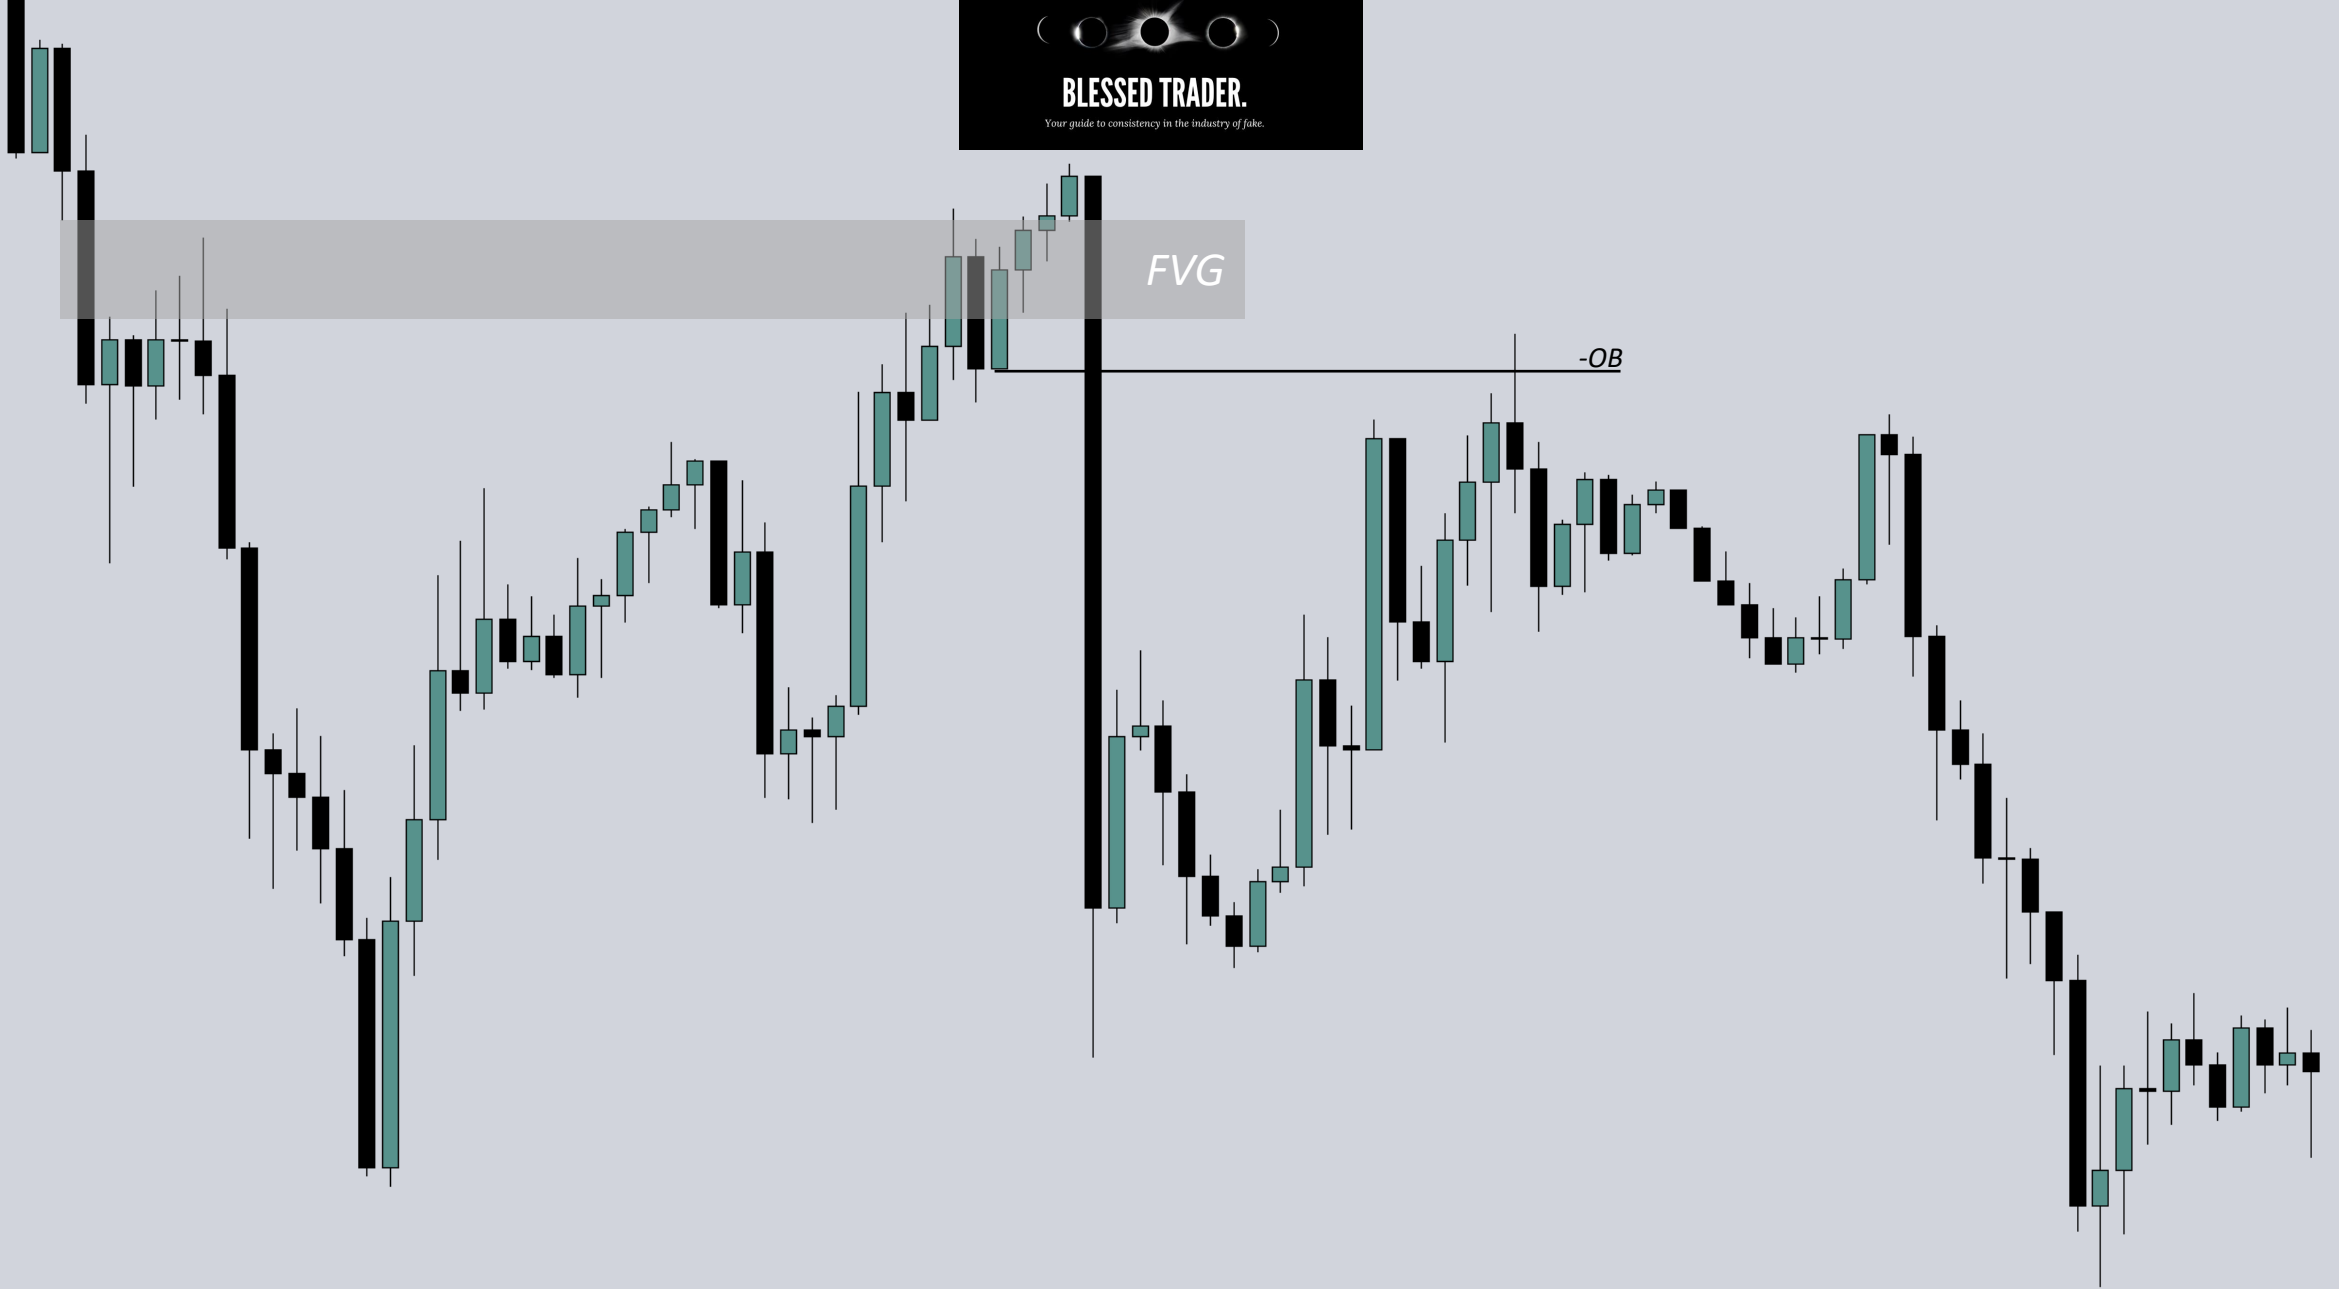 BLESSED TRADER.
Your guide to consistency in the industry of fake.
FVG
-OB